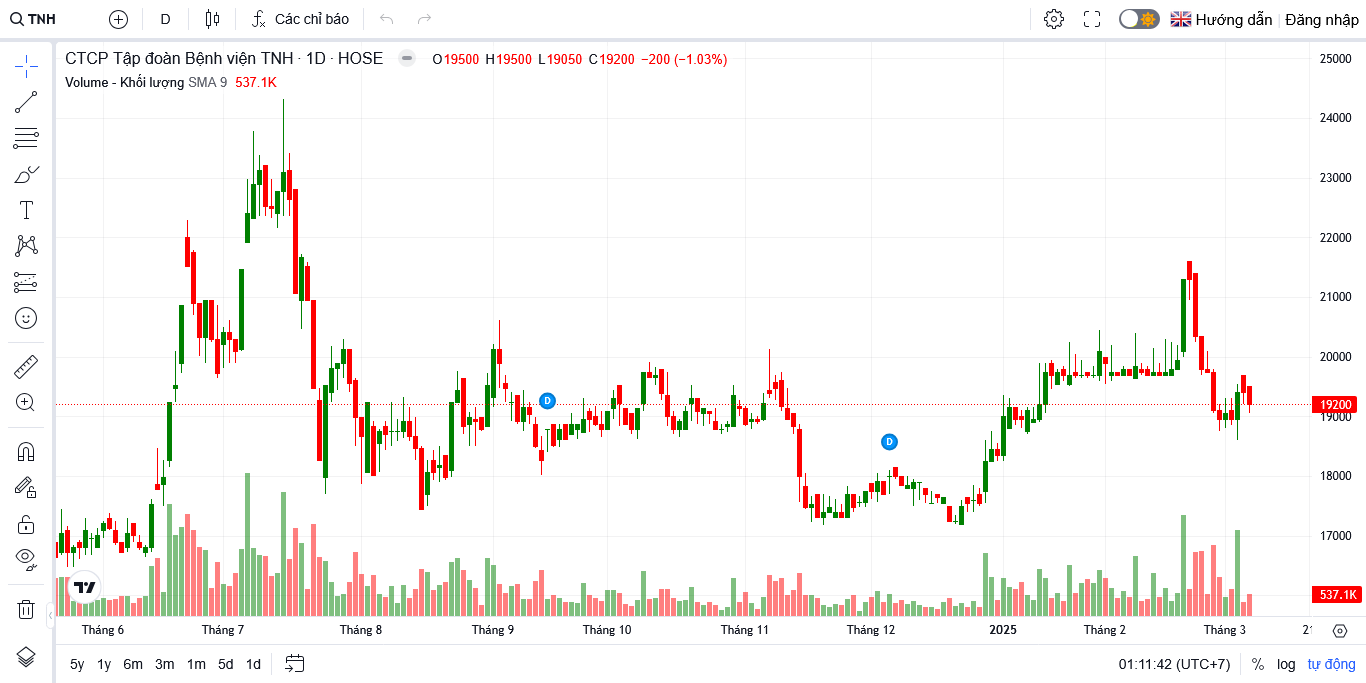 TNH D Các chỉ báo Hướng dẫn Đăng nhập
CTCP Tập đoàn Bệnh viện TNH · 1D · HOSE O19500 H19500 L19050 C19200 −200 (−1.03%)
Volume - Khối lượng SMA 9 537.1K
25000
24000
23000
22000
21000
20000
19200
19000
18000
17000
537.1K
D
D
Tháng 6 Tháng 7 Tháng 8 Tháng 9 Tháng 10 Tháng 11 Tháng 12 2025 Tháng 2 Tháng 3 21
5y 1y 6m 3m 1m 5d 1d 01:11:42 (UTC+7) % log tự động